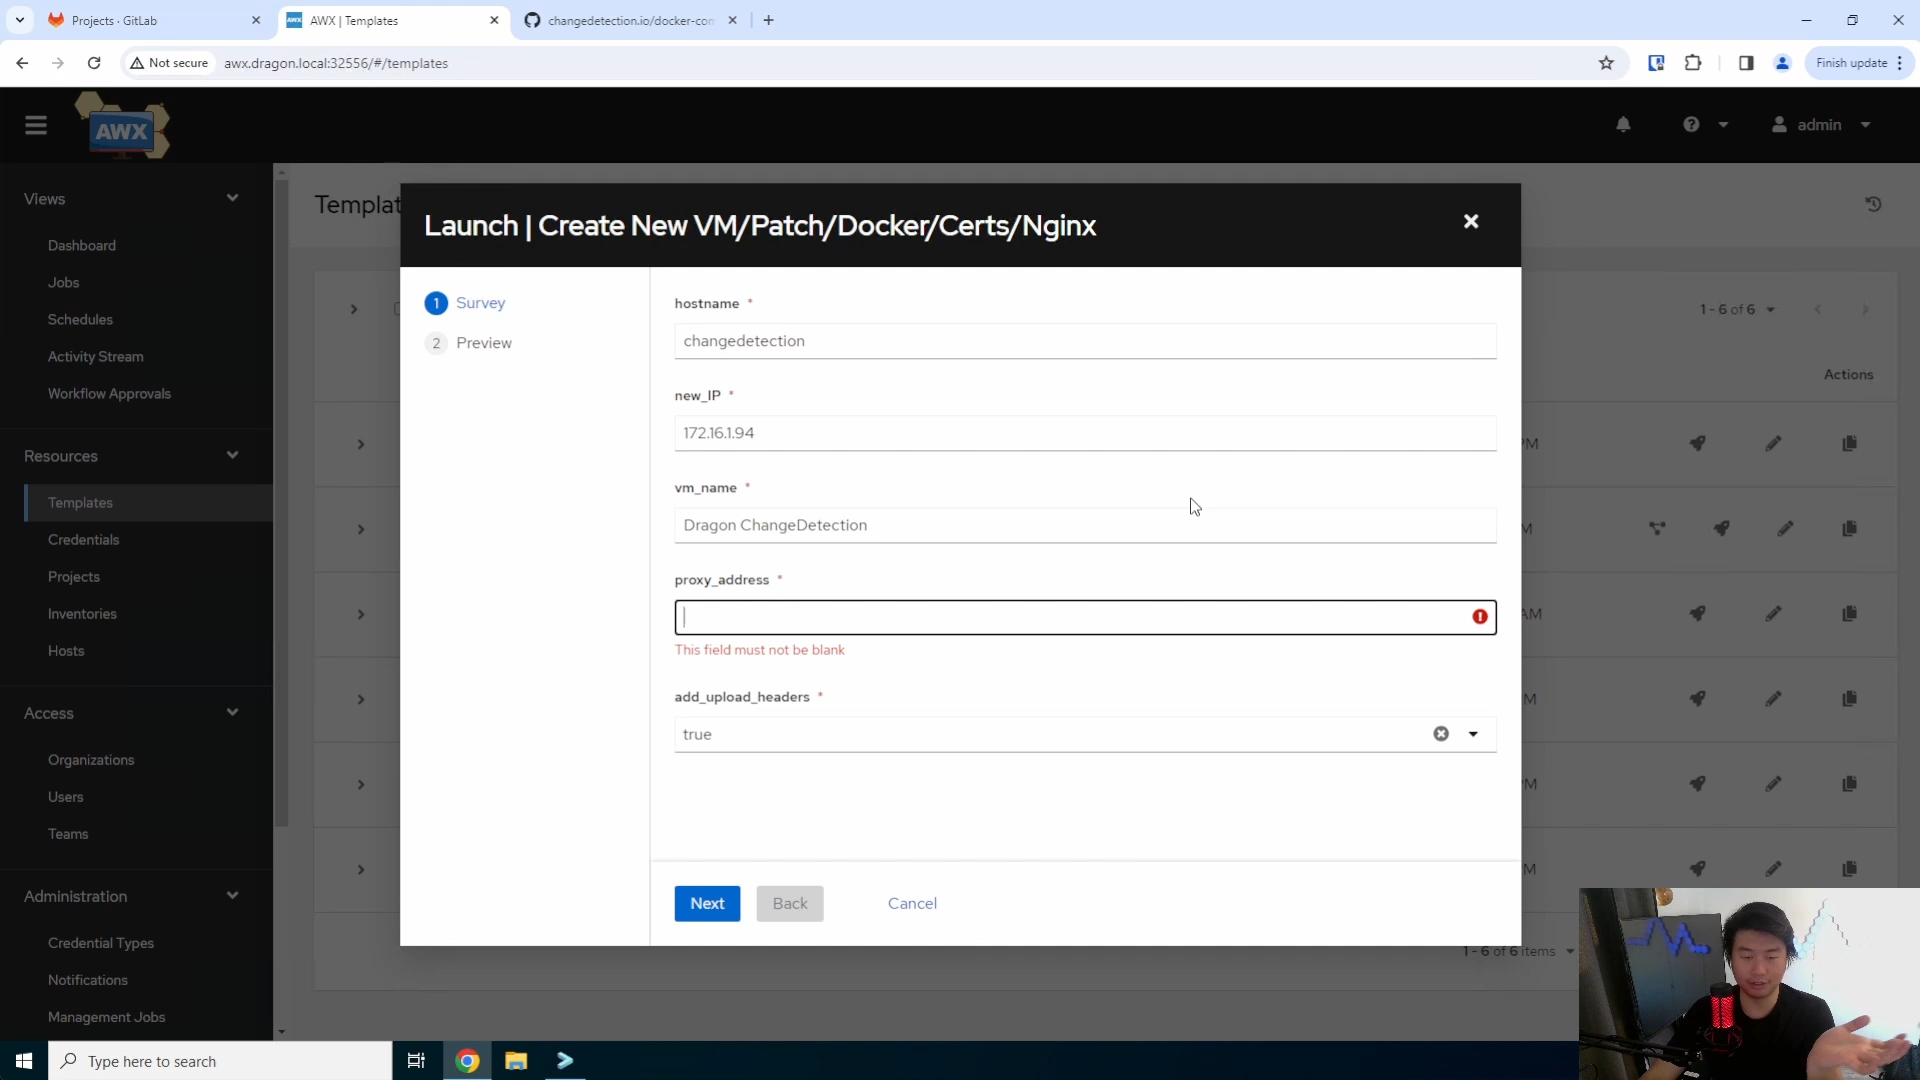 Projects · GitLab
AWX | Templates
changedetection.io/docker-con
Not secure
awx.dragon.local:32556/#/templates
Finish update
AWX
admin
Views
Dashboard
Jobs
Schedules
Activity Stream
Workflow Approvals
Resources
Templates
Credentials
Projects
Inventories
Hosts
Access
Organizations
Users
Teams
Administration
Credential Types
Notifications
Management Jobs
Templat
1 - 6 of 6
Actions
PM
M
AM
M
PM
M
1 - 6 of 6 items
Launch | Create New VM/Patch/Docker/Certs/Nginx
1 Survey
2 Preview
hostname *
changedetection
new_IP *
172.16.1.94
vm_name *
Dragon ChangeDetection
proxy_address *
This field must not be blank
add_upload_headers *
true
Next
Back
Cancel
Type here to search